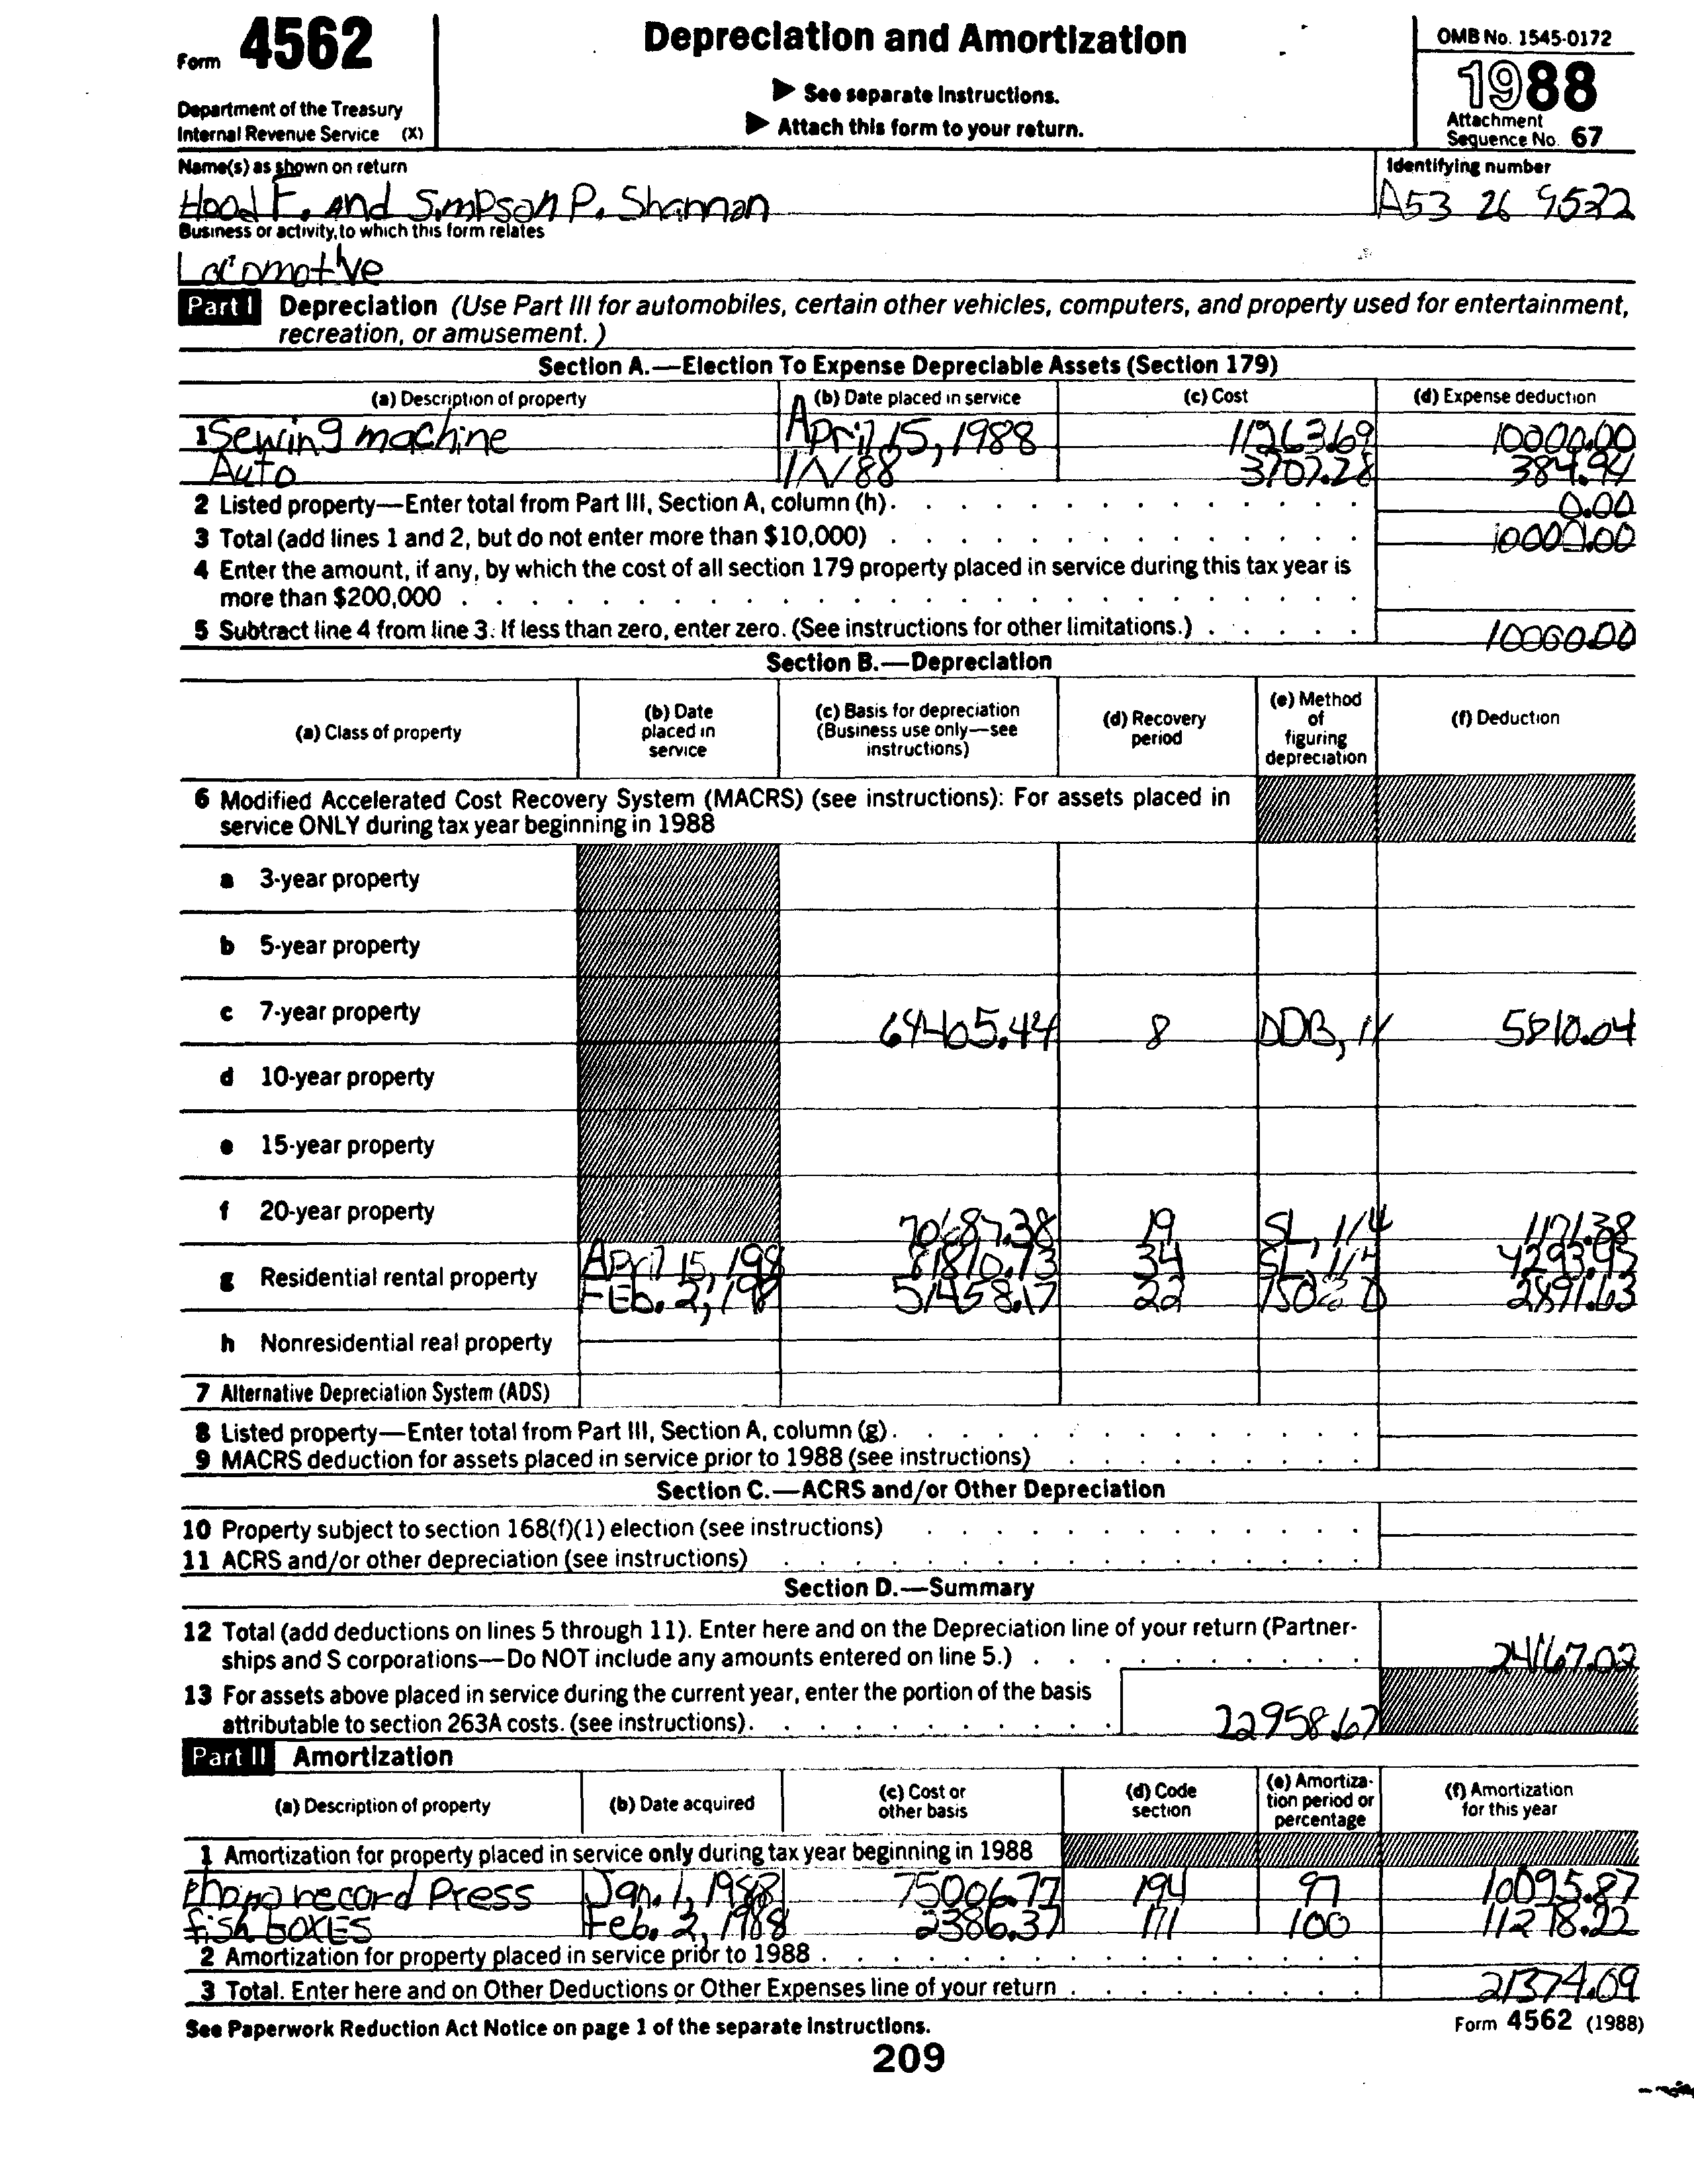 Form 4562
Depreciation and Amortization
OMB No. 1545-0172
1988
▶ See separate Instructions.
▶ Attach this form to your return.
Department of the Treasury
Internal Revenue Service (X)
Attachment
Sequence No. 67
Name(s) as shown on return
Identifying number
Hood F. And Simpson P. Shannan
A53 26 9522
Business or activity to which this form relates
Locomotive
Part I Depreciation (Use Part III for automobiles, certain other vehicles, computers, and property used for entertainment,
recreation, or amusement.)
Section A.—Election To Expense Depreciable Assets (Section 179)
(a) Description of property (b) Date placed in service (c) Cost (d) Expense deduction
1 Sewing machine April 15, 1988 11263.69 10000.00
Auto 3707.28 384.94
2 Listed property—Enter total from Part III, Section A, column (h). 0.00
3 Total (add lines 1 and 2, but do not enter more than $10,000) 10000.00
4 Enter the amount, if any, by which the cost of all section 179 property placed in service during this tax year is
more than $200,000
5 Subtract line 4 from line 3. If less than zero, enter zero. (See instructions for other limitations.) 10000.00
Section B.—Depreciation
(a) Class of property (b) Date placed in service (c) Basis for depreciation (Business use only—see instructions) (d) Recovery period (e) Method of figuring depreciation (f) Deduction
6 Modified Accelerated Cost Recovery System (MACRS) (see instructions): For assets placed in
service ONLY during tax year beginning in 1988
a 3-year property
b 5-year property
c 7-year property 8 DDB, 5810.04
d 10-year property
e 15-year property
f 20-year property 70687.38 19 SL, 1/4 1171.38
g Residential rental property April 15, 198 81810.73 34 4293.93
Feb. 2, 198 51458.17 22 2891.63
h Nonresidential real property
7 Alternative Depreciation System (ADS)
8 Listed property—Enter total from Part III, Section A, column (g).
9 MACRS deduction for assets placed in service prior to 1988 (see instructions)
Section C.—ACRS and/or Other Depreciation
10 Property subject to section 168(f)(1) election (see instructions)
11 ACRS and/or other depreciation (see instructions)
Section D.—Summary
12 Total (add deductions on lines 5 through 11). Enter here and on the Depreciation line of your return (Partner-
ships and S corporations—Do NOT include any amounts entered on line 5.) 24167.02
13 For assets above placed in service during the current year, enter the portion of the basis
attributable to section 263A costs. (see instructions). 22958.67
Part II Amortization
(a) Description of property (b) Date acquired (c) Cost or other basis (d) Code section (e) Amortization period or percentage (f) Amortization for this year
1 Amortization for property placed in service only during tax year beginning in 1988
Phonorecord Press Jan. 1, 1988 75006.77 194 97 10095.87
fish boxes Feb. 2, 1988 2386.37 171 100 11278.22
2 Amortization for property placed in service prior to 1988
3 Total. Enter here and on Other Deductions or Other Expenses line of your return 21374.09
See Paperwork Reduction Act Notice on page 1 of the separate Instructions.
Form 4562 (1988)
209